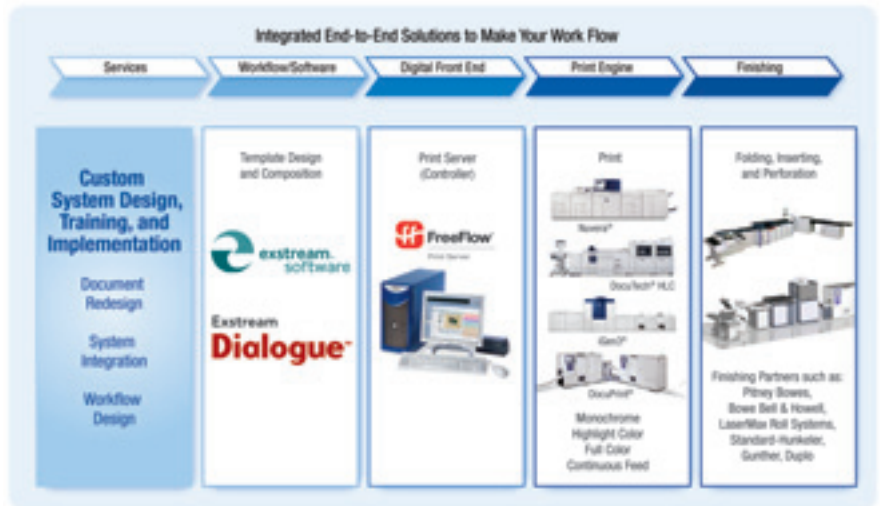 Integrated End-to-End Solutions to Make Your Work Flow
Services
Workflow/Software
Digital Front End
Print Engine
Finishing
Custom
System Design,
Training, and
Implementation
Document
Redesign
System
Integration
Workflow
Design
Template Design
and Composition
exstream
software
Exstream
Dialogue™
Print Server
(Controller)
FreeFlow®
Print Server
Print
Nuvera®
DocuTech® HLC
iGen3®
DocuPrint®
Monochrome
Highlight Color
Full Color
Continuous Feed
Folding, Inserting,
and Perforation
Finishing Partners such as:
Pitney Bowes,
Bowe Bell & Howell,
LaserMax Roll Systems,
Standard-Hunkeler,
Gunther, Duplo